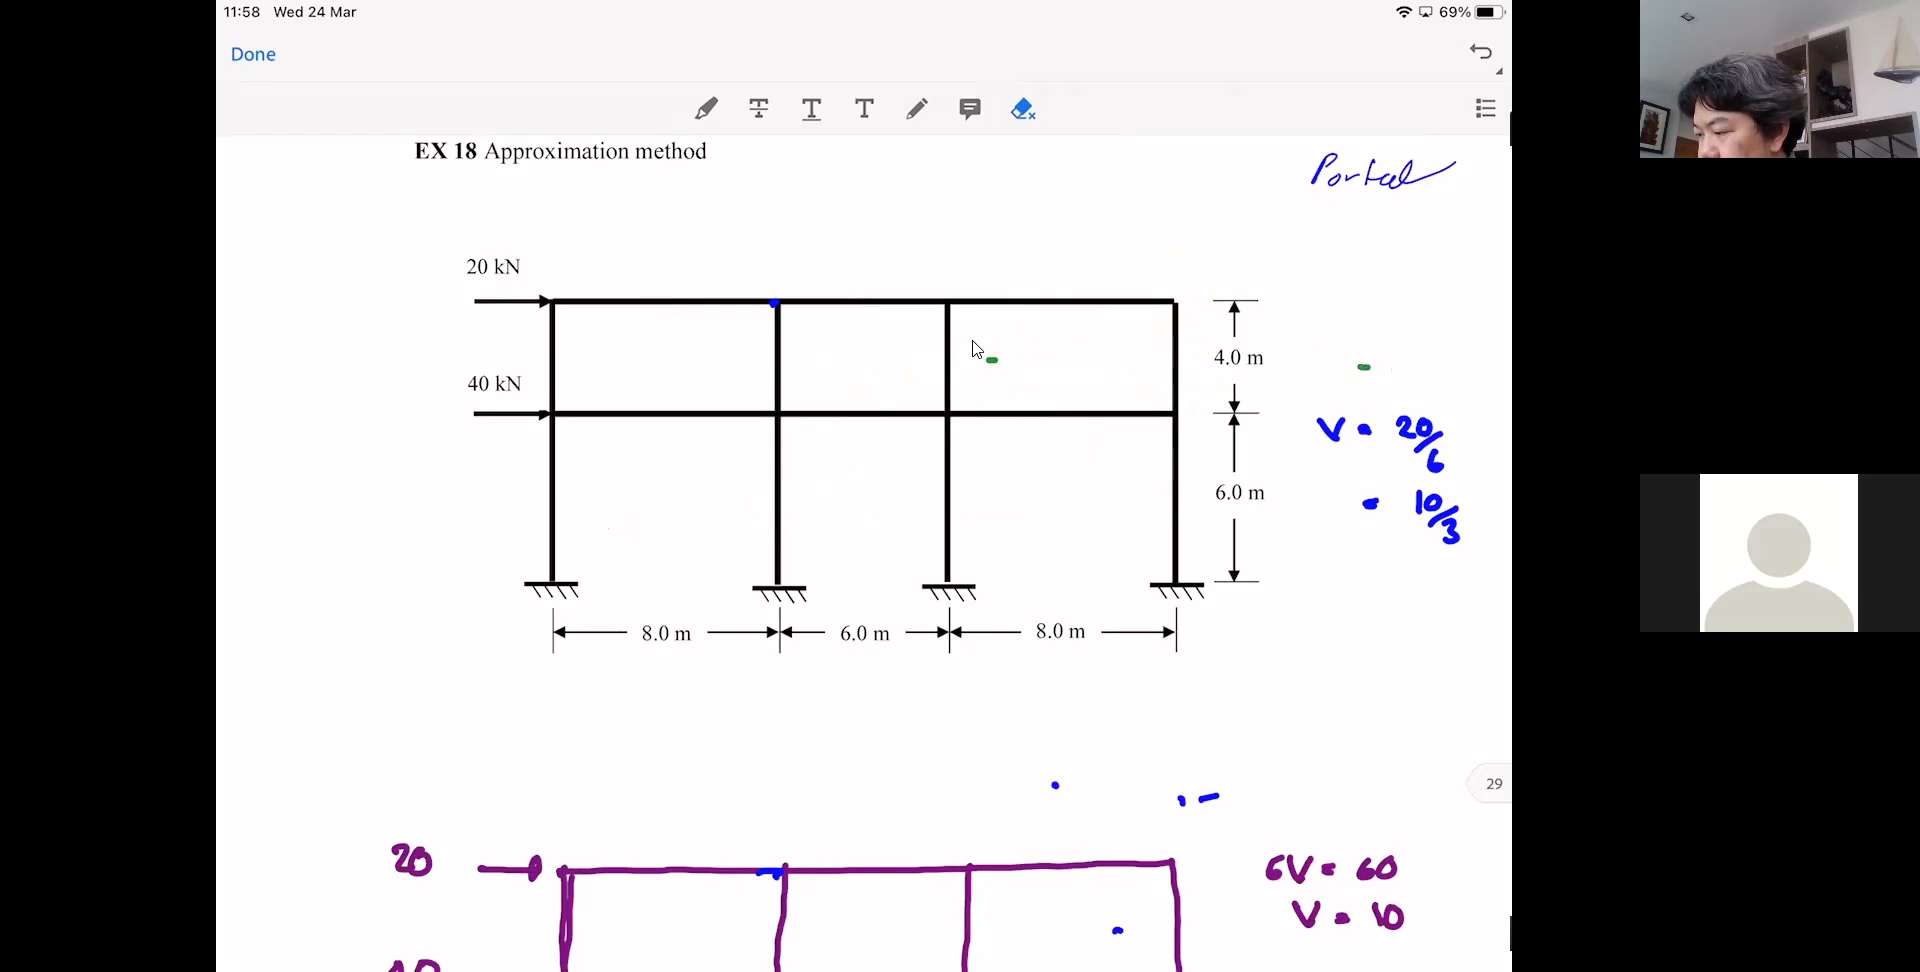 11:58 Wed 24 Mar
69%
Done
EX 18 Approximation method
Portal
20 kN
40 kN
4.0 m
6.0 m
V = 20/6
= 10/3
8.0 m
6.0 m
8.0 m
29
20
6V = 60
V = 10